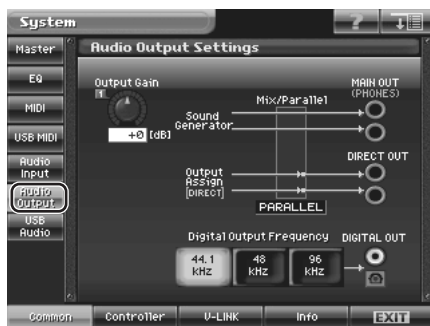 System
?
Master
Audio Output Settings
EQ
MIDI
USB MIDI
Audio
Input
Audio
Output
USB
Audio
Output Gain
1
+0 [dB]
Mix/Parallel
Sound
Generator
MAIN OUT
(PHONES)
DIRECT OUT
Output
Assign
[DIRECT]
PARALLEL
Digital Output Frequency
DIGITAL OUT
44.1
kHz
48
kHz
96
kHz
Common
Controller
V-LINK
Info
EXIT